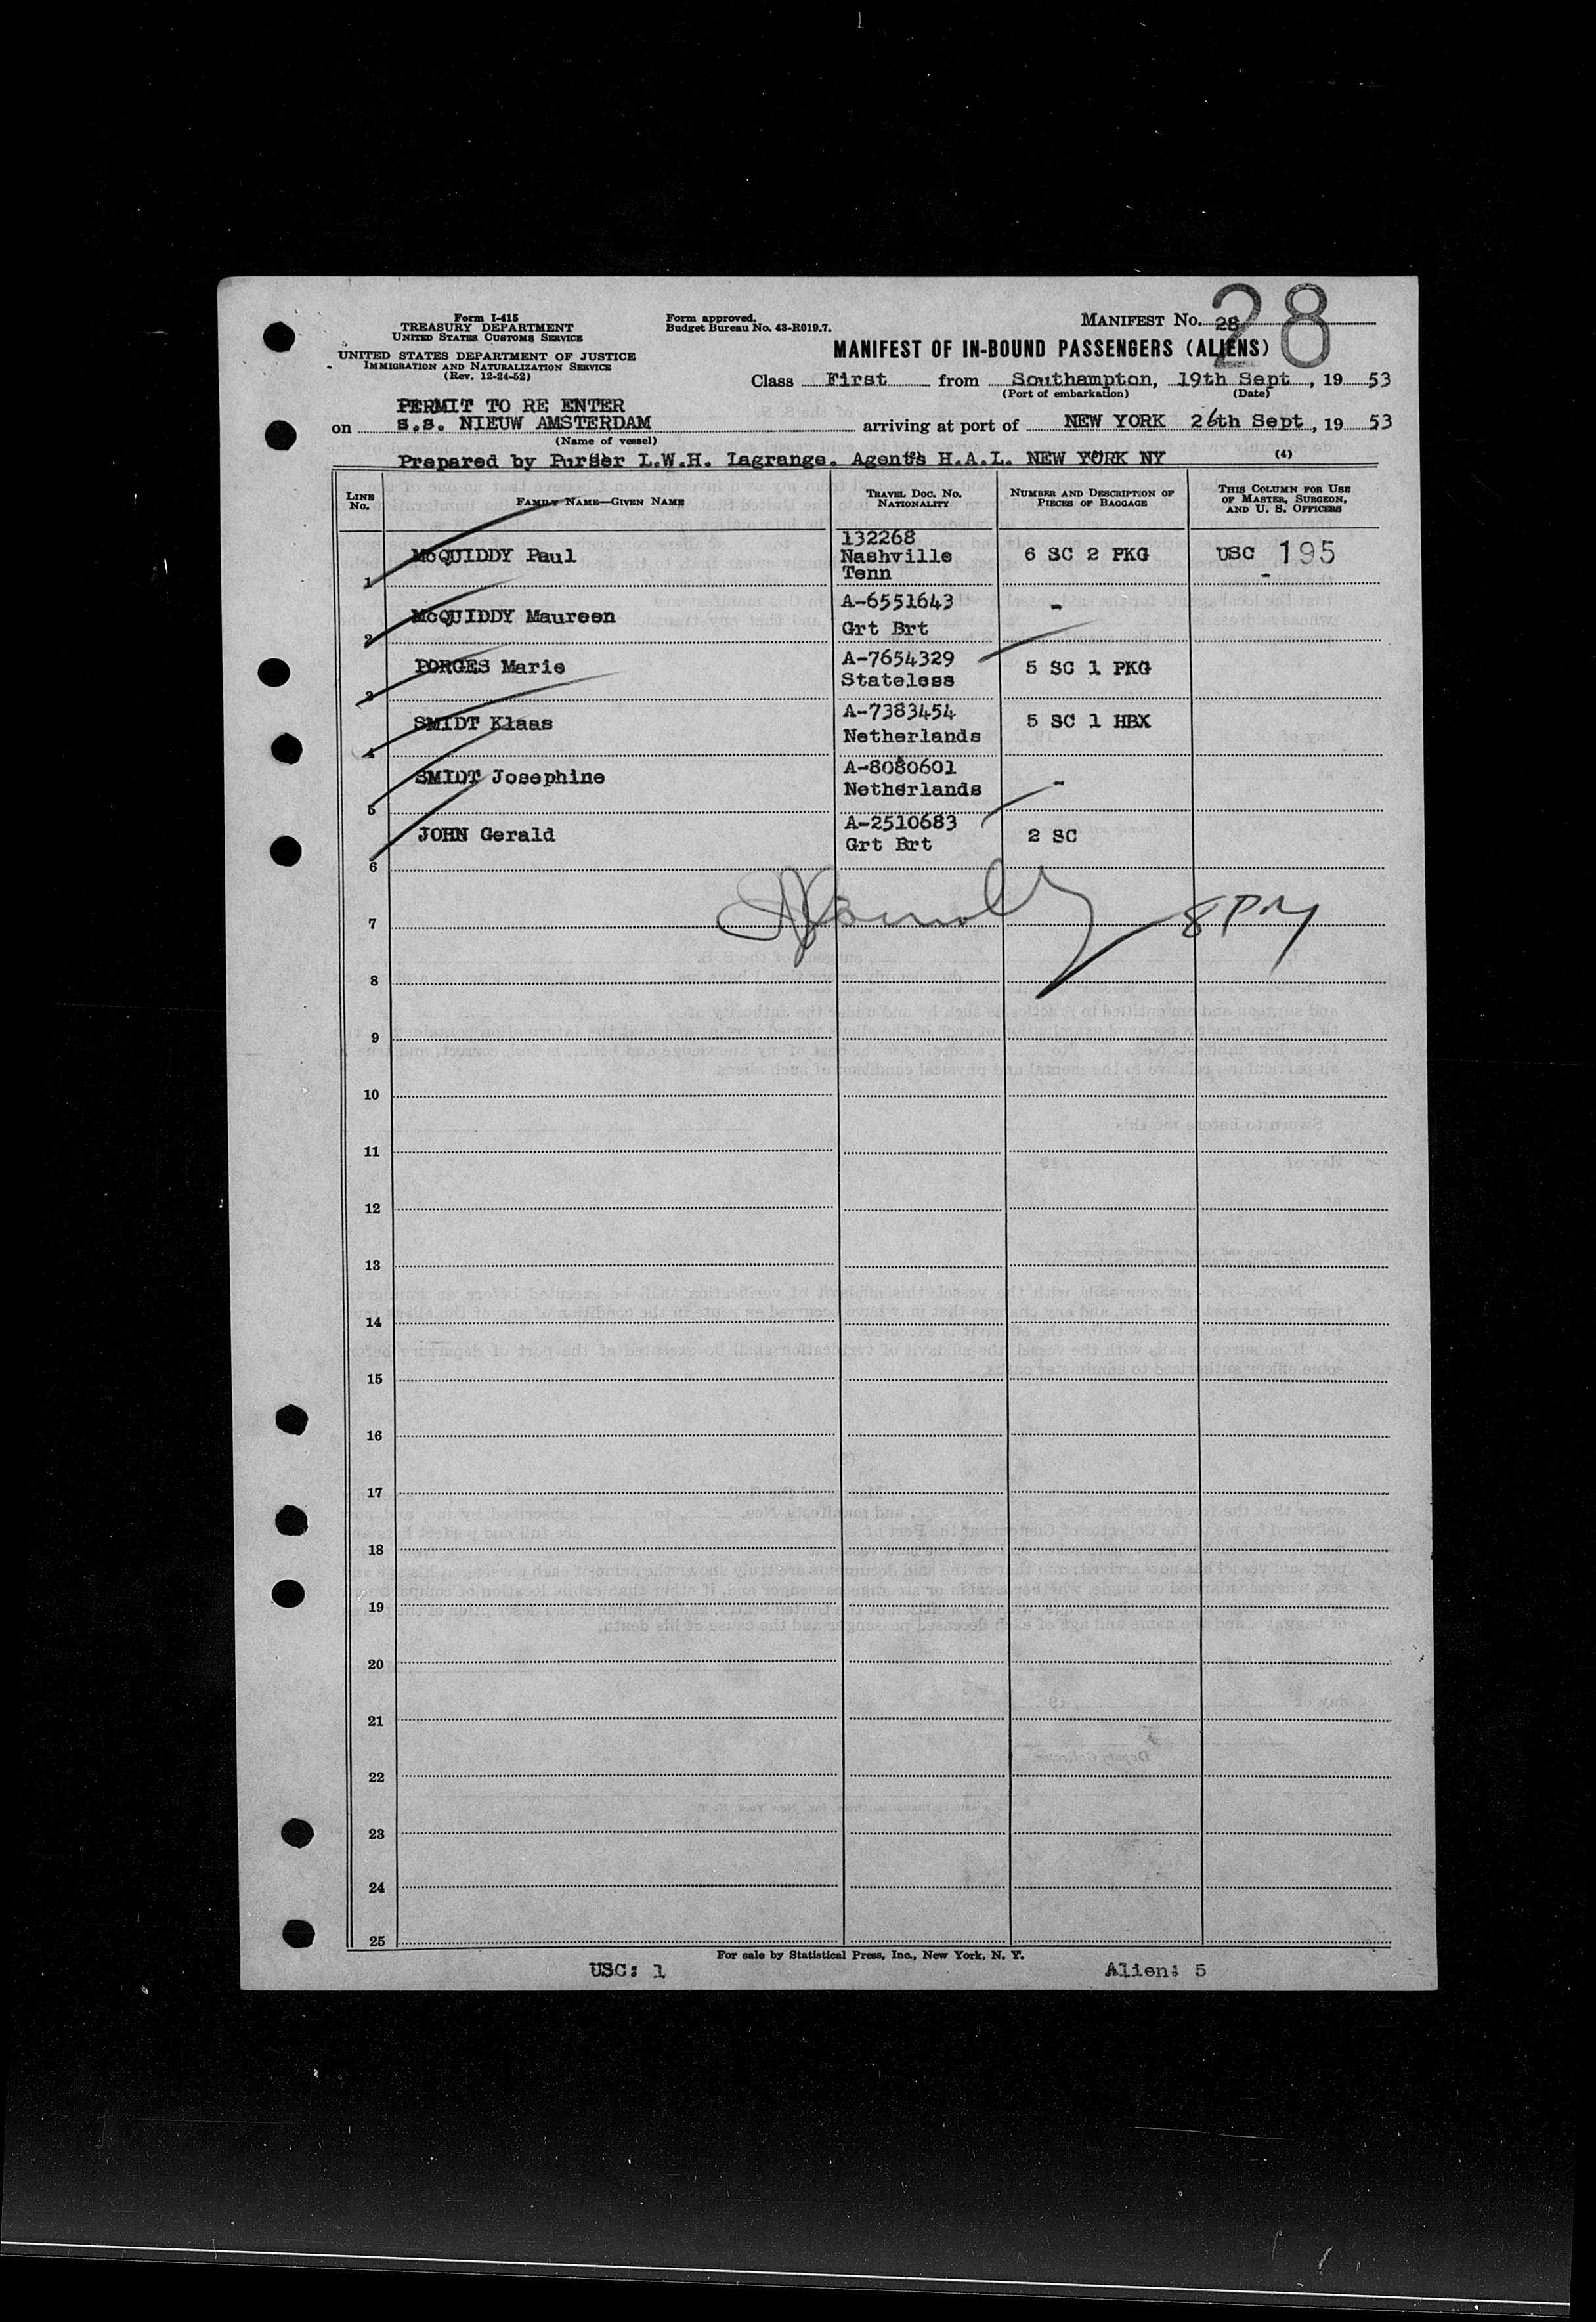 28
Form I-415
TREASURY DEPARTMENT
UNITED STATES CUSTOMS SERVICE
UNITED STATES DEPARTMENT OF JUSTICE
IMMIGRATION AND NATURALIZATION SERVICE
(Rev. 12-24-52)
Form approved.
Budget Bureau No. 43-R019.7.
MANIFEST NO. 28
MANIFEST OF IN-BOUND PASSENGERS (ALIENS)
Class First from Southampton, 19th Sept, 1953
(Port of embarkation) (Date)
PERMIT TO RE ENTER
on s.s. NIEUW AMSTERDAM arriving at port of NEW YORK 26th Sept, 1953
(Name of vessel)
Prepared by Purser L.W.H. Lagrange. Agents H.A.L. NEW YORK NY (4)
LINE No. FAMILY NAME—GIVEN NAME TRAVEL DOC. NO. NATIONALITY NUMBER AND DESCRIPTION OF PIECES OF BAGGAGE THIS COLUMN FOR USE OF MASTER, SURGEON, AND U. S. OFFICERS
1 McQUIDDY Paul 132268 Nashville Tenn 6 SC 2 PKG USC 195
2 McQUIDDY Maureen A-6551643 Grt Brt -
3 PORGES Marie A-7654329 Stateless 5 SC 1 PKG
4 SMIDT Klaas A-7383454 Netherlands 5 SC 1 HBX
5 SMIDT Josephine A-8080601 Netherlands -
6 JOHN Gerald A-2510683 Grt Brt 2 SC
7 8 PM
8
9
10
11
12
13
14
15
16
17
18
19
20
21
22
23
24
25
For sale by Statistical Press, Inc., New York, N. Y.
USC: 1 Alien: 5